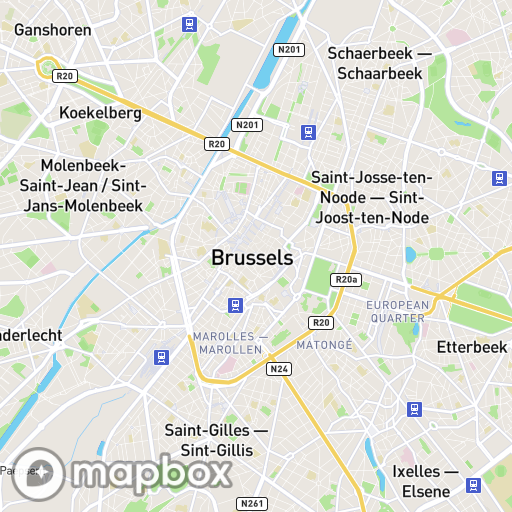 Ganshoren
N201
Schaerbeek —
Schaarbeek
R20
Koekelberg
N201
R20
Molenbeek-
Saint-Jean / Sint-
Jans-Molenbeek
Saint-Josse-ten-
Noode — Sint-
Joost-ten-Node
Brussels
R20a
EUROPEAN
QUARTER
R20
nderlecht
MAROLLES —
MAROLLEN
MATONGÉ
Etterbeek
N24
Saint-Gilles —
Sint-Gillis
mapbox
Ixelles —
Elsene
N261